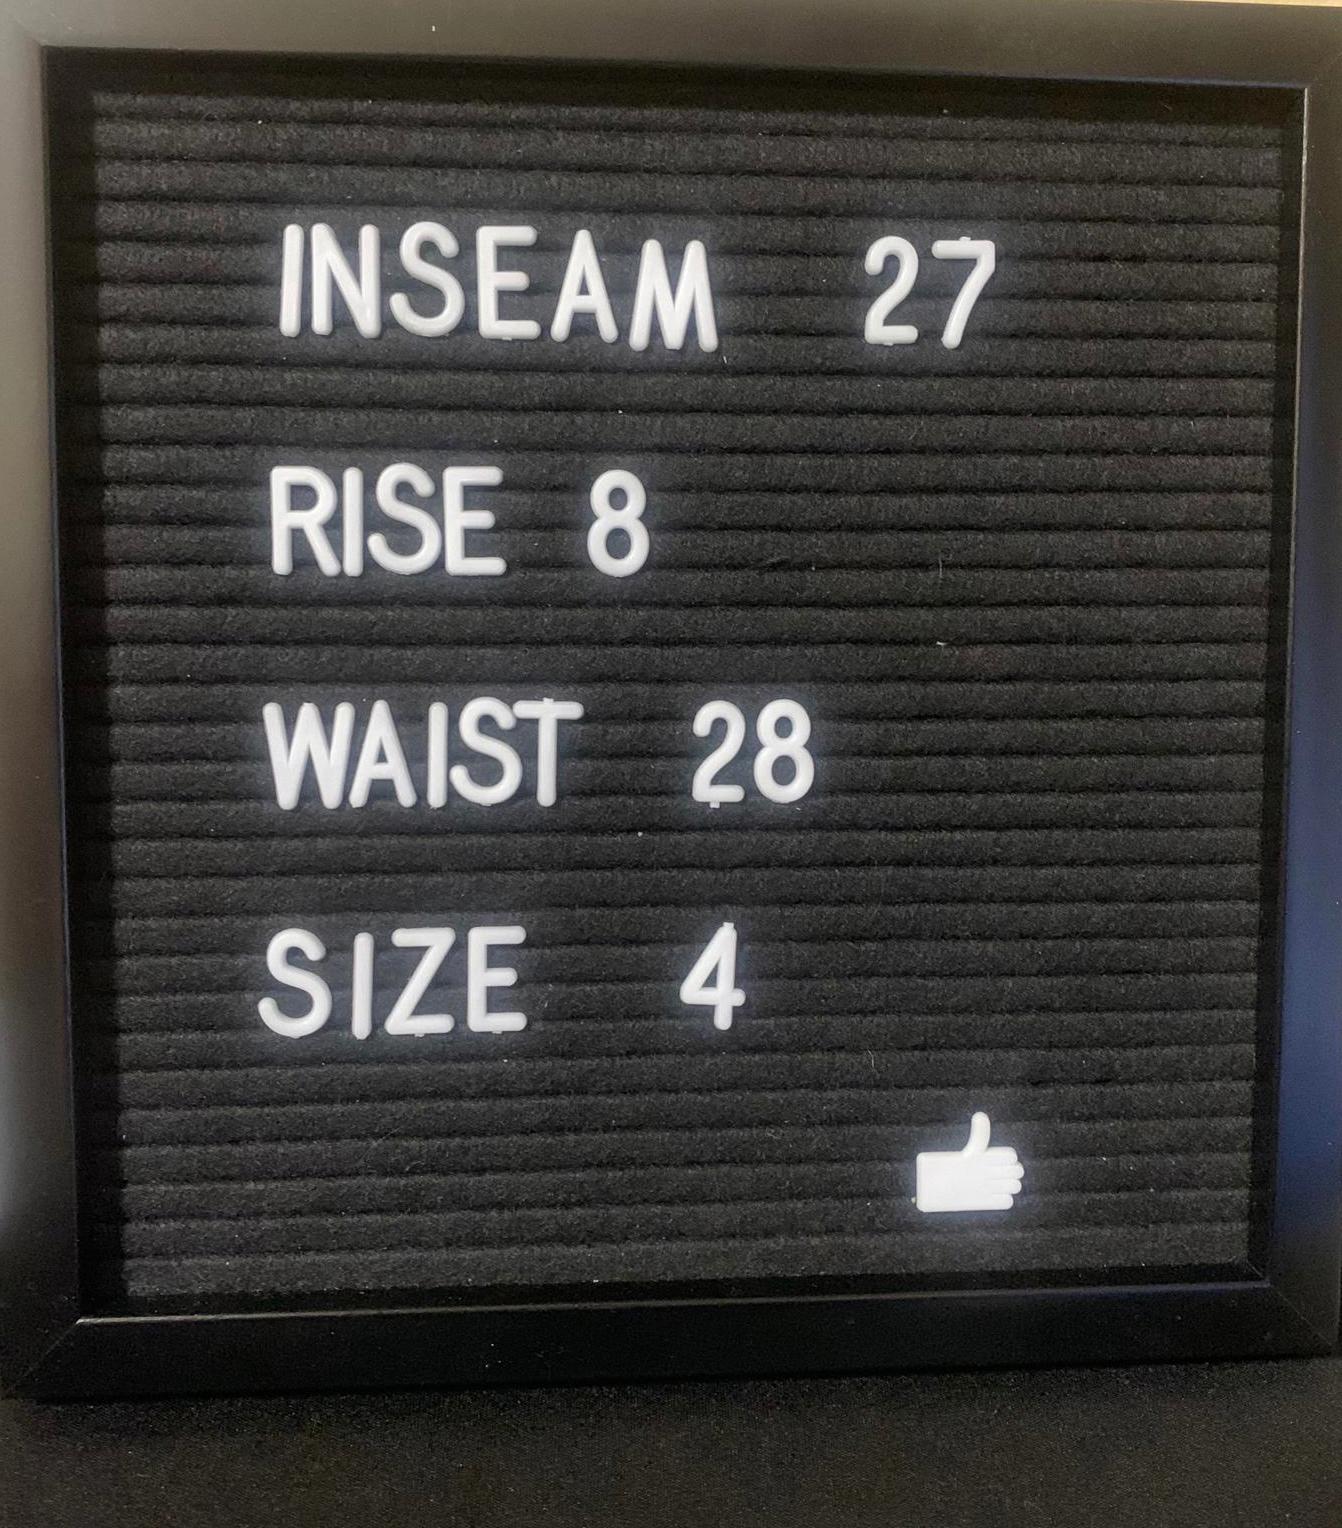 INSEAM 27
RISE 8
WAIST 28
SIZE 4